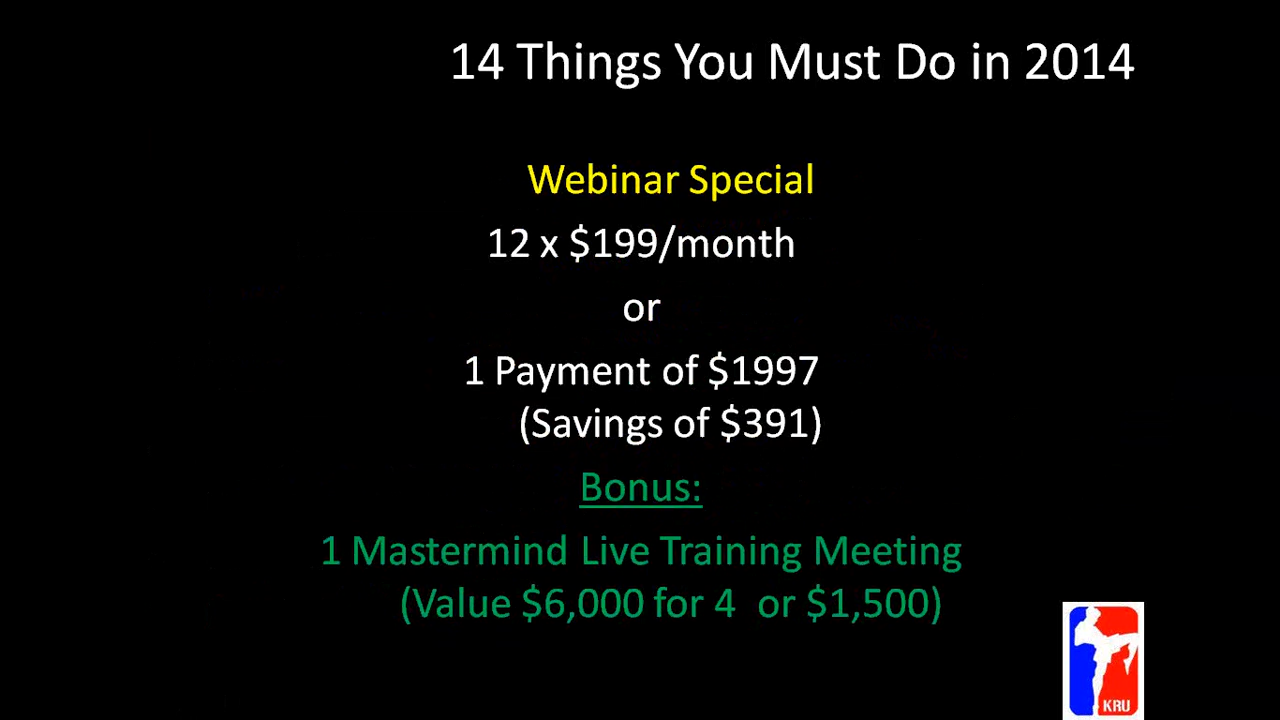 14 Things You Must Do in 2014
Webinar Special
12 x $199/month
or
1 Payment of $1997
(Savings of $391)
Bonus:
1 Mastermind Live Training Meeting
(Value $6,000 for 4 or $1,500)
KRU